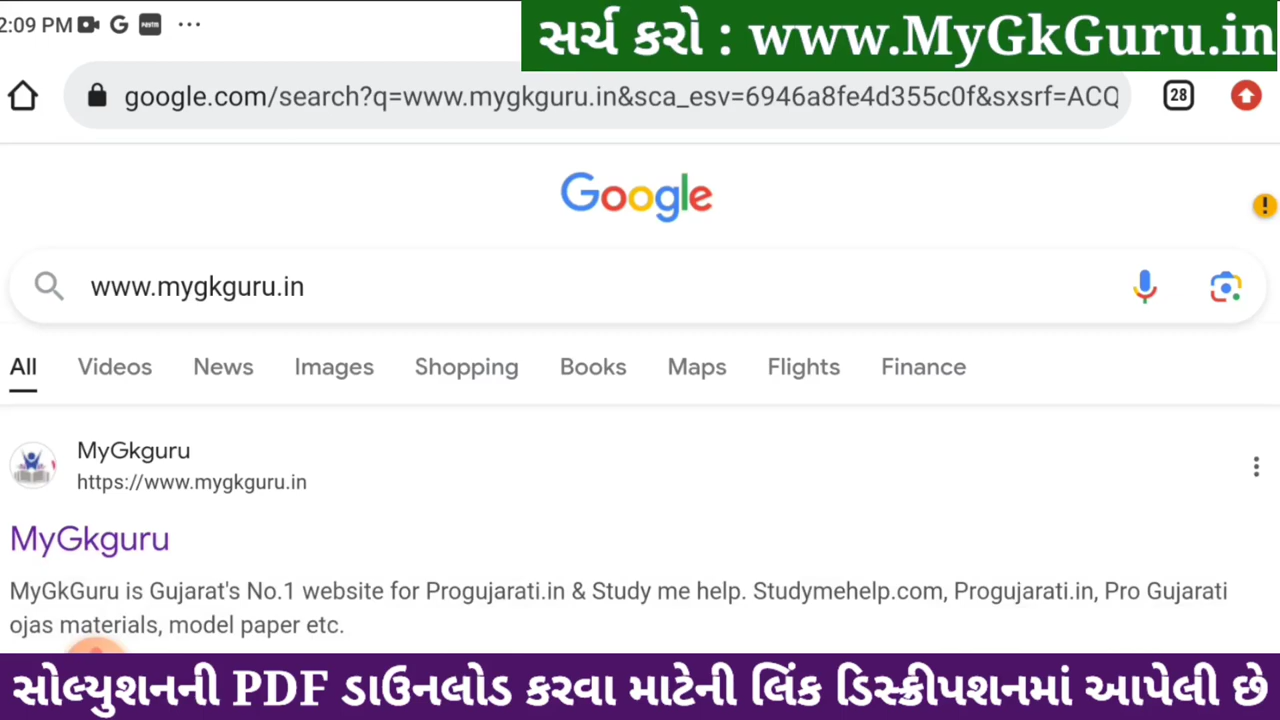 2:09 PM G Paytm ...
સર્ચ કરો : www.MyGkGuru.in
google.com/search?q=www.mygkguru.in&sca_esv=6946a8fe4d355c0f&sxsrf=ACQ
28
Google
www.mygkguru.in
All Videos News Images Shopping Books Maps Flights Finance
MyGkguru
https://www.mygkguru.in
MyGkguru
MyGkGuru is Gujarat's No.1 website for Progujarati.in & Study me help. Studymehelp.com, Progujarati.in, Pro Gujarati
ojas materials, model paper etc.
સોલ્યુશનની PDF ડાઉનલોડ કરવા માટેની લિંક ડિસ્ક્રીપશનમાં આપેલી છે